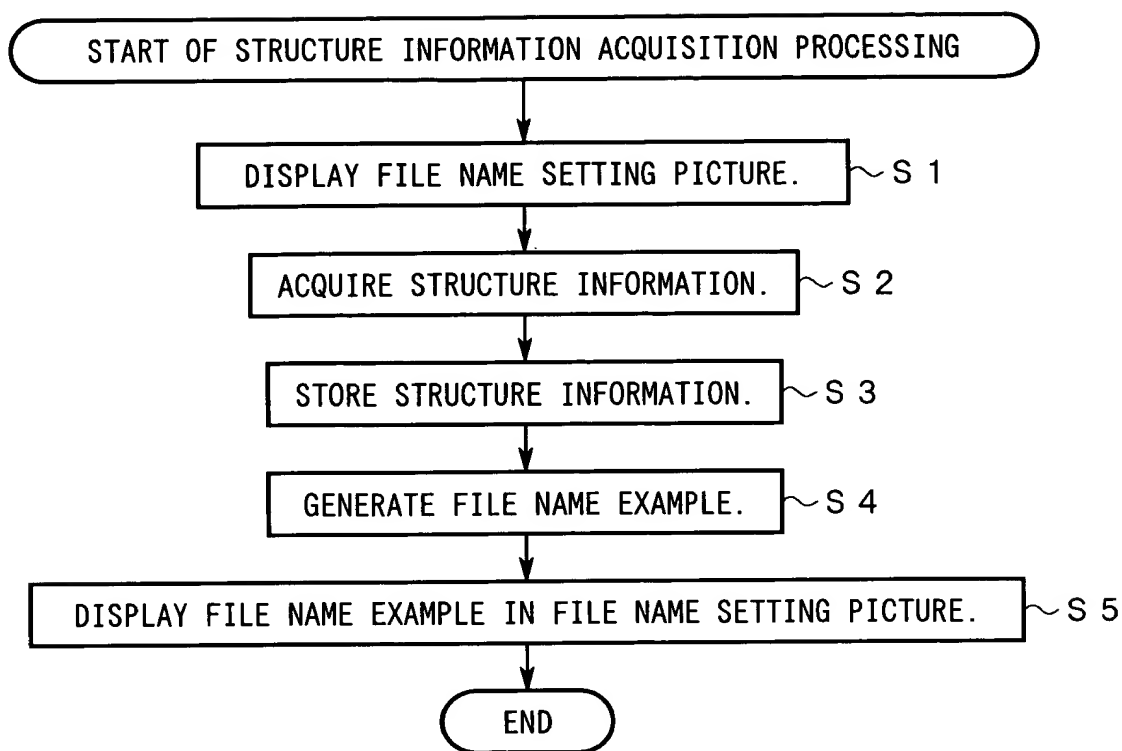 START OF STRUCTURE INFORMATION ACQUISITION PROCESSING
DISPLAY FILE NAME SETTING PICTURE. S 1
ACQUIRE STRUCTURE INFORMATION. S 2
STORE STRUCTURE INFORMATION. S 3
GENERATE FILE NAME EXAMPLE. S 4
DISPLAY FILE NAME EXAMPLE IN FILE NAME SETTING PICTURE. S 5
END